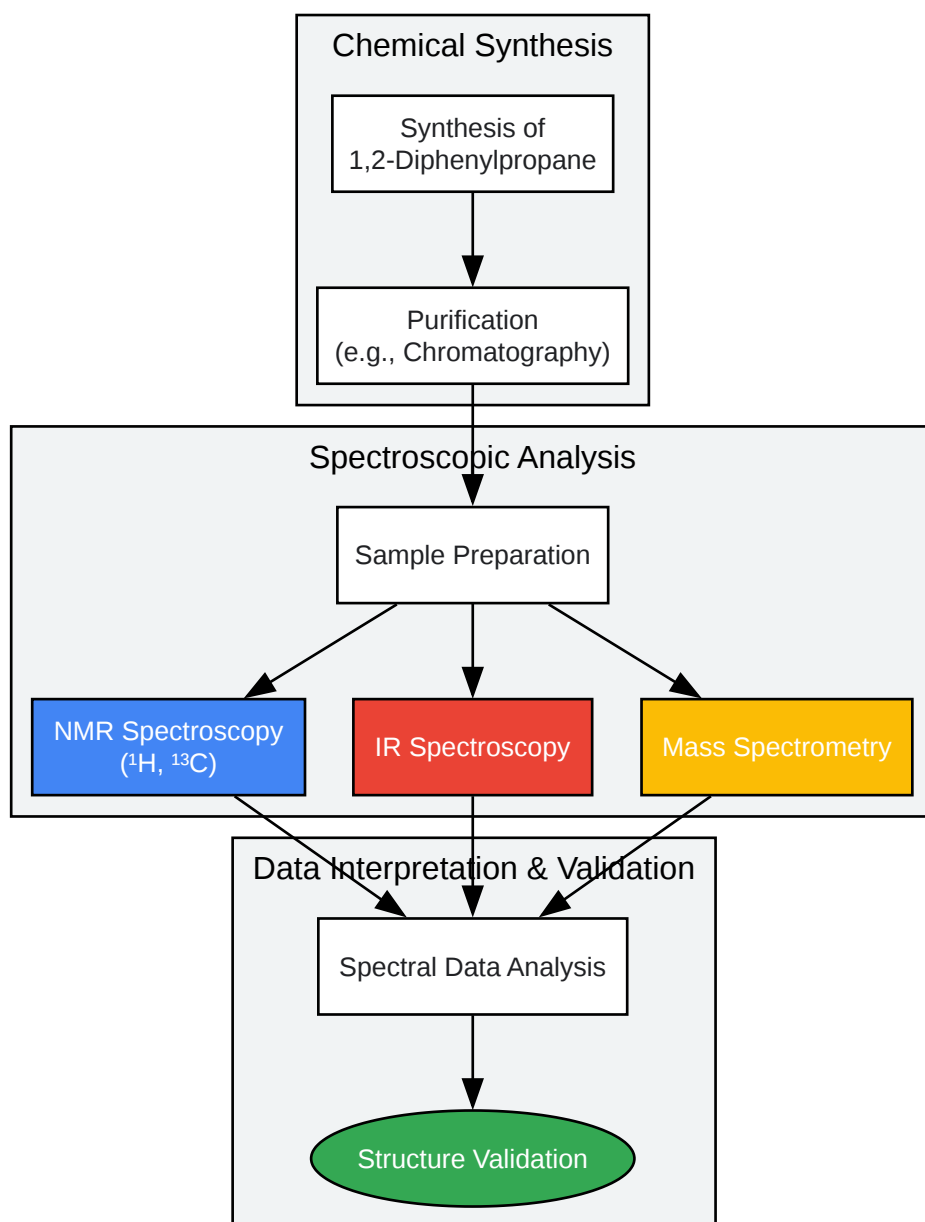 Chemical Synthesis
Synthesis of
1,2-Diphenylpropane
Purification
(e.g., Chromatography)
Spectroscopic Analysis
Sample Preparation
NMR Spectroscopy
(¹H, ¹³C)
IR Spectroscopy
Mass Spectrometry
Data Interpretation & Validation
Spectral Data Analysis
Structure Validation